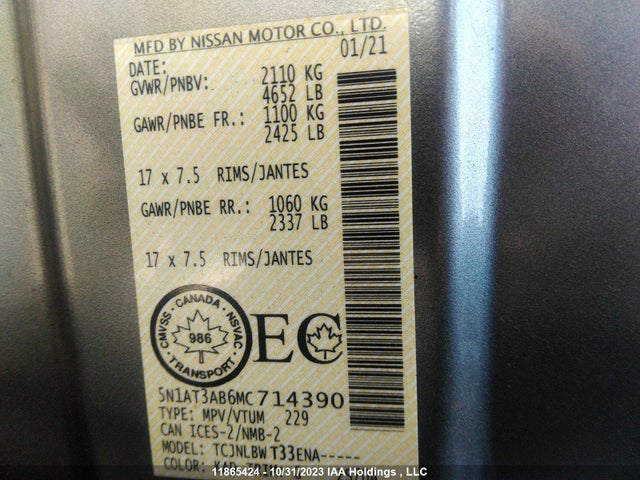 MFD BY NISSAN MOTOR CO., LTD.
DATE: 01/21
GVWR/PNBV: 2110 KG
4652 LB
GAWR/PNBE FR.: 1100 KG
2425 LB
17 x 7.5 RIMS/JANTES
GAWR/PNBE RR.: 1060 KG
2337 LB
17 x 7.5 RIMS/JANTES
CMVSS · CANADA · NSVAC
986
TRANSPORT
EC
5N1AT3AB6MC714390
TYPE: MPV/VTUM 229
CAN ICES-2/NMB-2
MODEL: TCJNLBWT33ENA-----
COLOR: KAD
11865424 - 10/31/2023 IAA Holdings , LLC